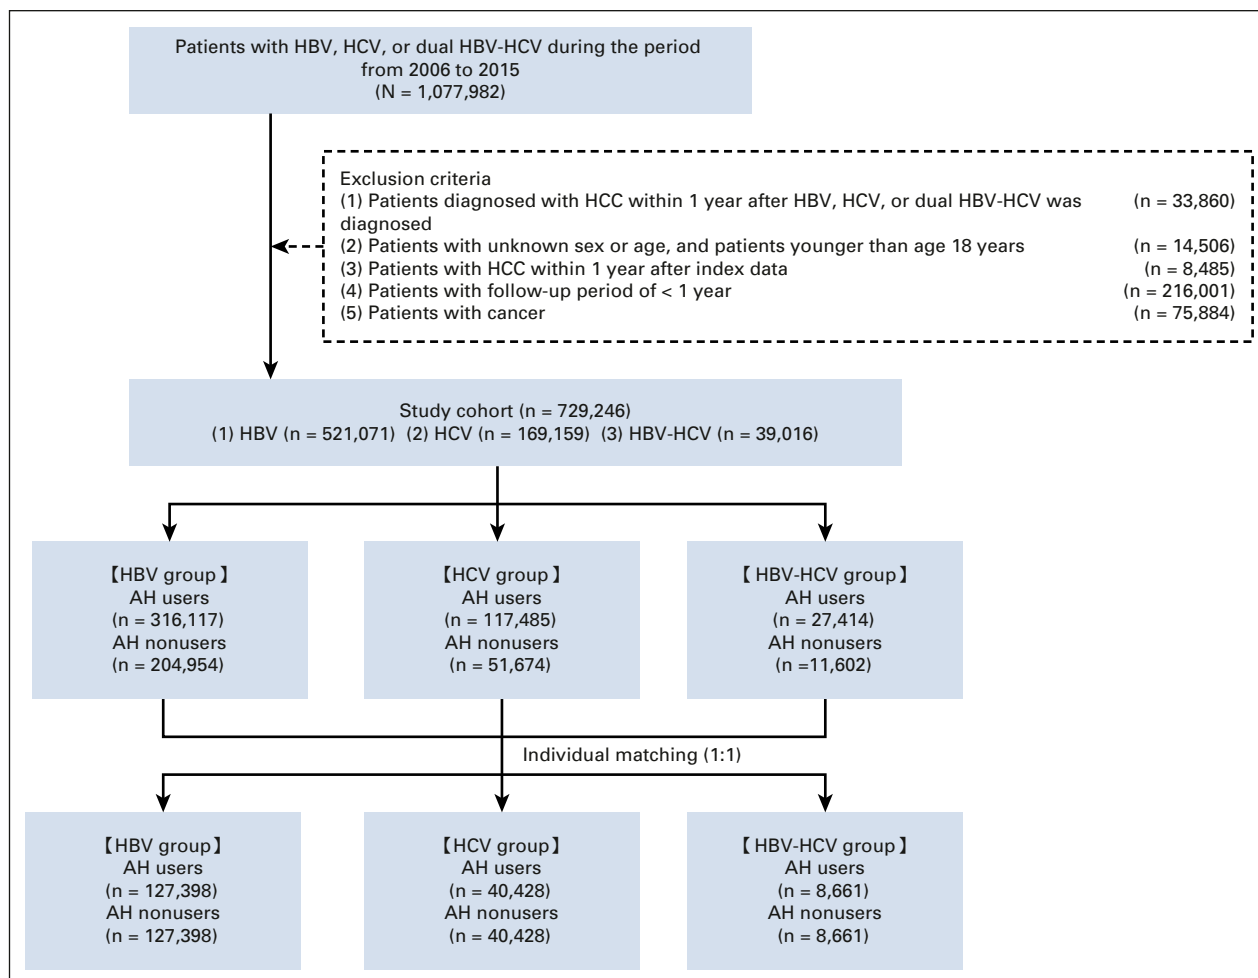 Patients with HBV, HCV, or dual HBV-HCV during the period
from 2006 to 2015
(N = 1,077,982)
Exclusion criteria
(1) Patients diagnosed with HCC within 1 year after HBV, HCV, or dual HBV-HCV was (n = 33,860)
diagnosed
(2) Patients with unknown sex or age, and patients younger than age 18 years (n = 14,506)
(3) Patients with HCC within 1 year after index data (n = 8,485)
(4) Patients with follow-up period of < 1 year (n = 216,001)
(5) Patients with cancer (n = 75,884)
Study cohort (n = 729,246)
(1) HBV (n = 521,071) (2) HCV (n = 169,159) (3) HBV-HCV (n = 39,016)
【HBV group】
AH users
(n = 316,117)
AH nonusers
(n = 204,954)
【HCV group】
AH users
(n = 117,485)
AH nonusers
(n = 51,674)
【HBV-HCV group】
AH users
(n = 27,414)
AH nonusers
(n =11,602)
Individual matching (1:1)
【HBV group】
AH users
(n = 127,398)
AH nonusers
(n = 127,398)
【HCV group】
AH users
(n = 40,428)
AH nonusers
(n = 40,428)
【HBV-HCV group】
AH users
(n = 8,661)
AH nonusers
(n = 8,661)